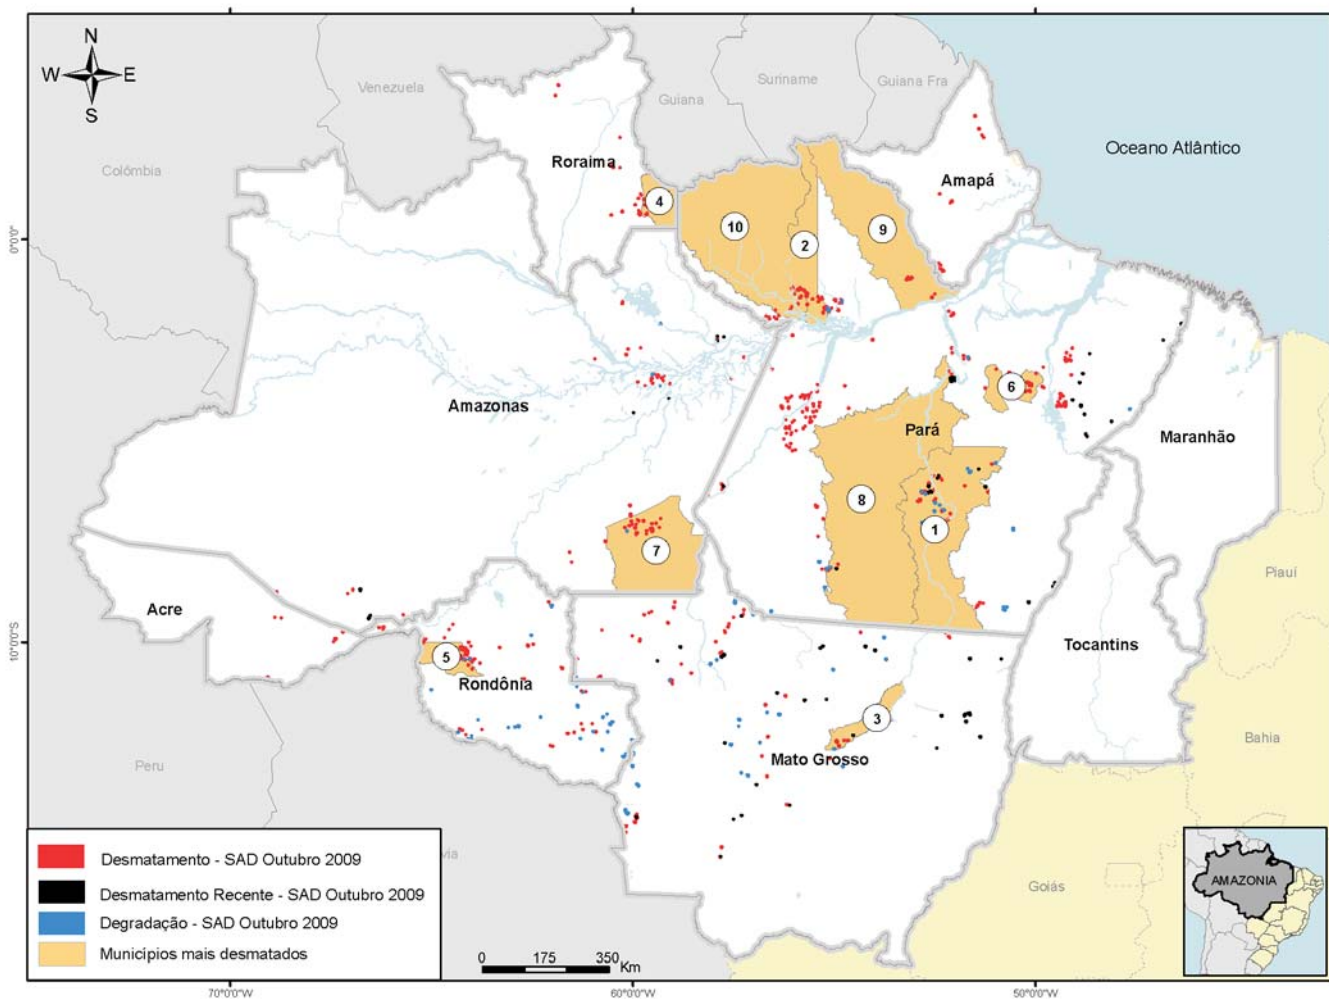 N
W E
S
Venezuela
Guiana
Suriname
Guiana Fra
Colômbia
Oceano Atlântico
Roraima
Amapá
4
10
2
9
0°0'0"
6
Amazonas
Pará
Maranhão
8
1
7
Piauí
Acre
10°0'0"S
5
Rondônia
Tocantins
3
Mato Grosso
Bahia
Peru
via
Goiás
Desmatamento - SAD Outubro 2009
Desmatamento Recente - SAD Outubro 2009
Degradação - SAD Outubro 2009
Municípios mais desmatados
0 175 350
Km
AMAZONIA
70°0'0"W
60°0'0"W
50°0'0"W